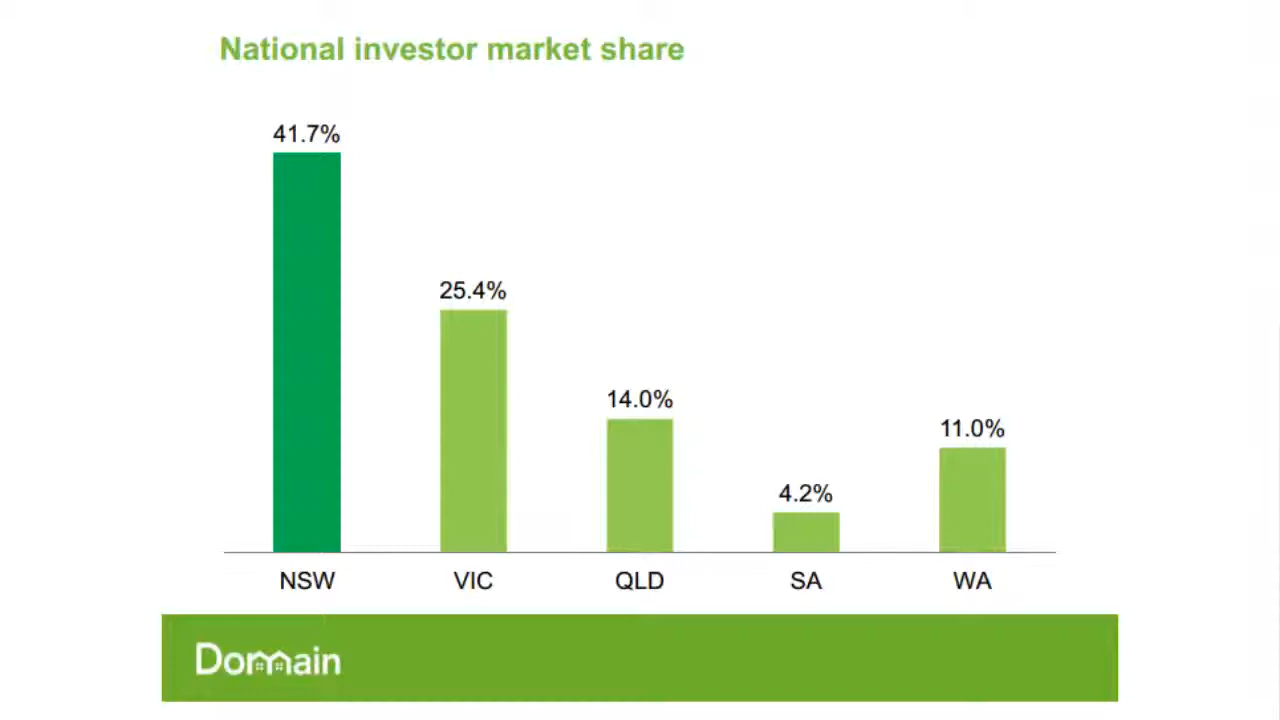 National investor market share
41.7%
25.4%
14.0%
4.2%
11.0%
NSW VIC QLD SA WA
Domain